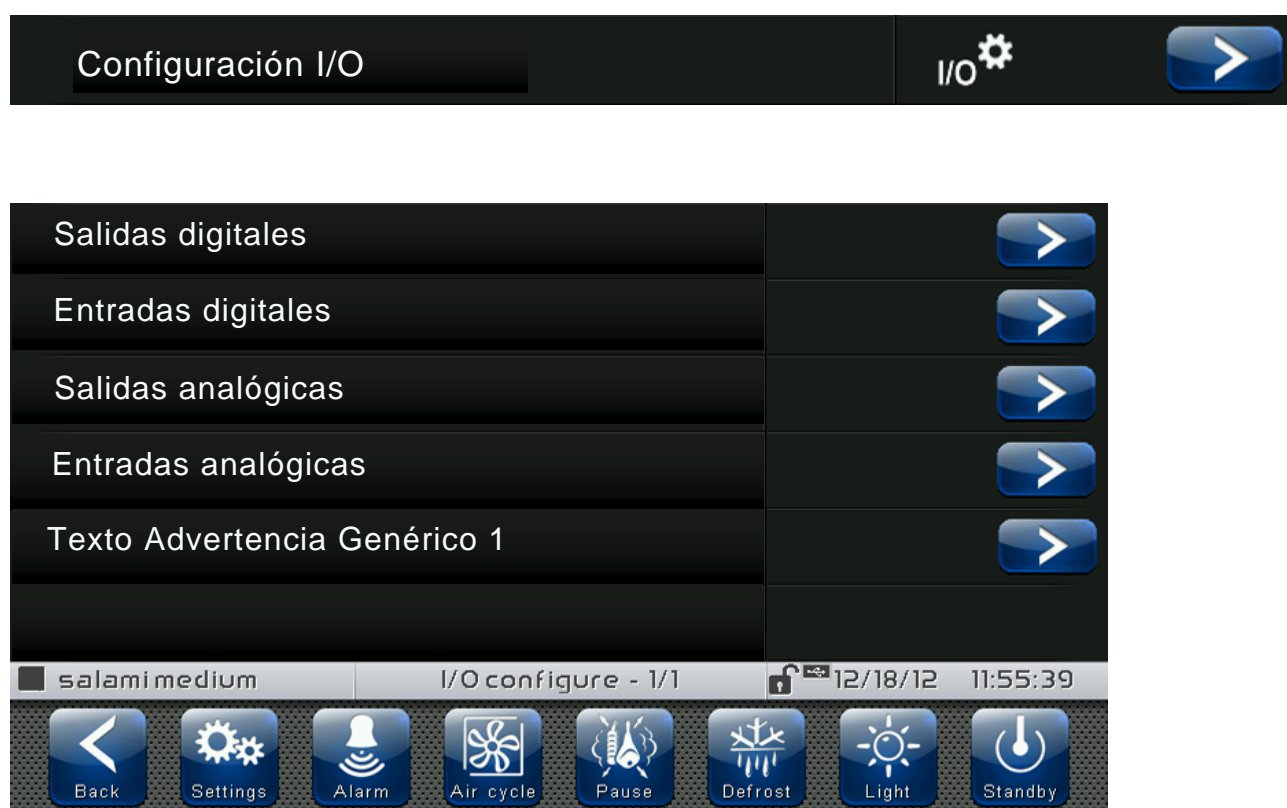 Configuración I/O
I/O
Salidas digitales
Entradas digitales
Salidas analógicas
Entradas analógicas
Texto Advertencia Genérico 1
salami medium I/O configure - 1/1 12/18/12 11:55:39
Back Settings Alarm Air cycle Pause Defrost Light Standby